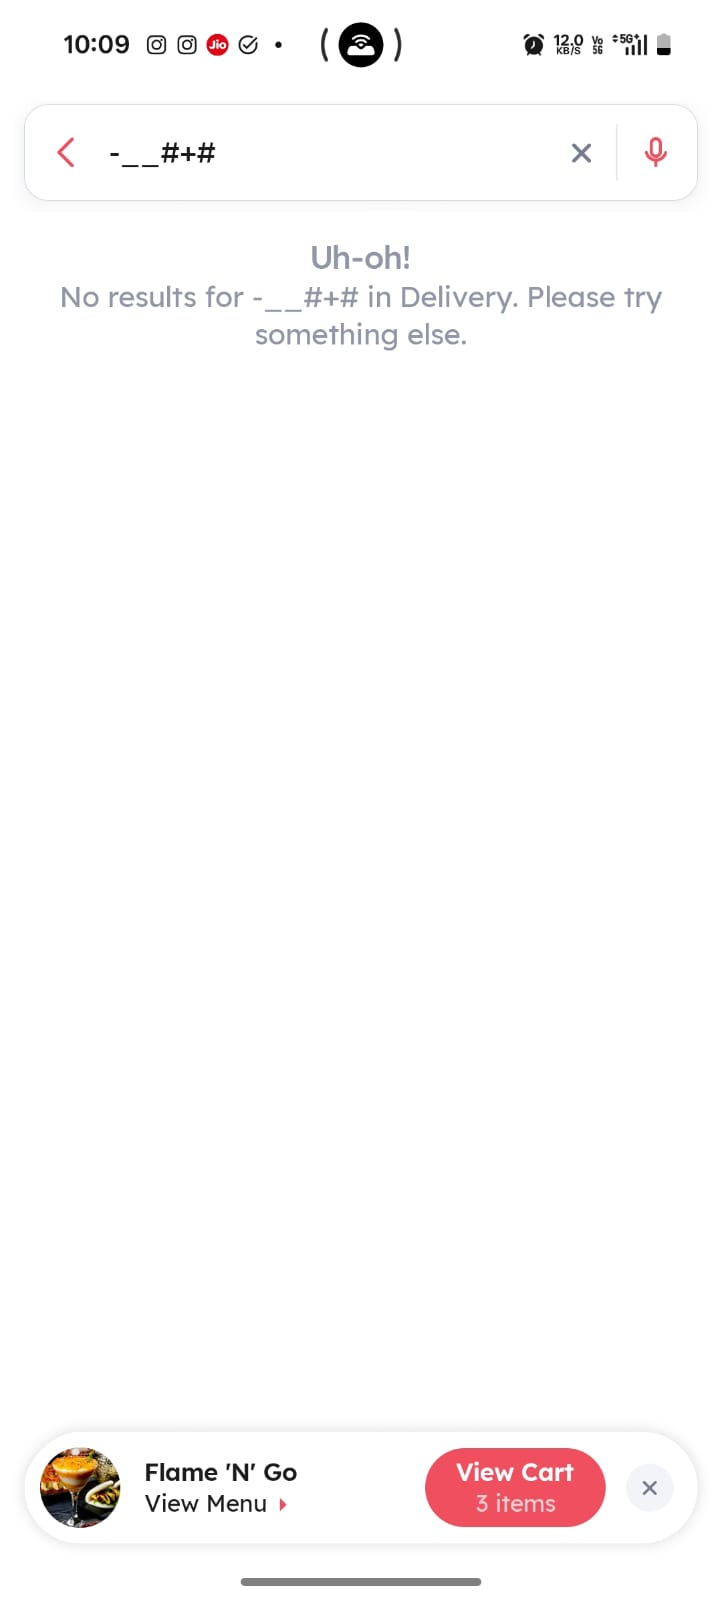 10:09
Jio
12.0
KB/S
Vo
5G
5G+
-__#+#
Uh-oh!
No results for -__#+# in Delivery. Please try
something else.
Flame 'N' Go
View Menu
View Cart
3 items